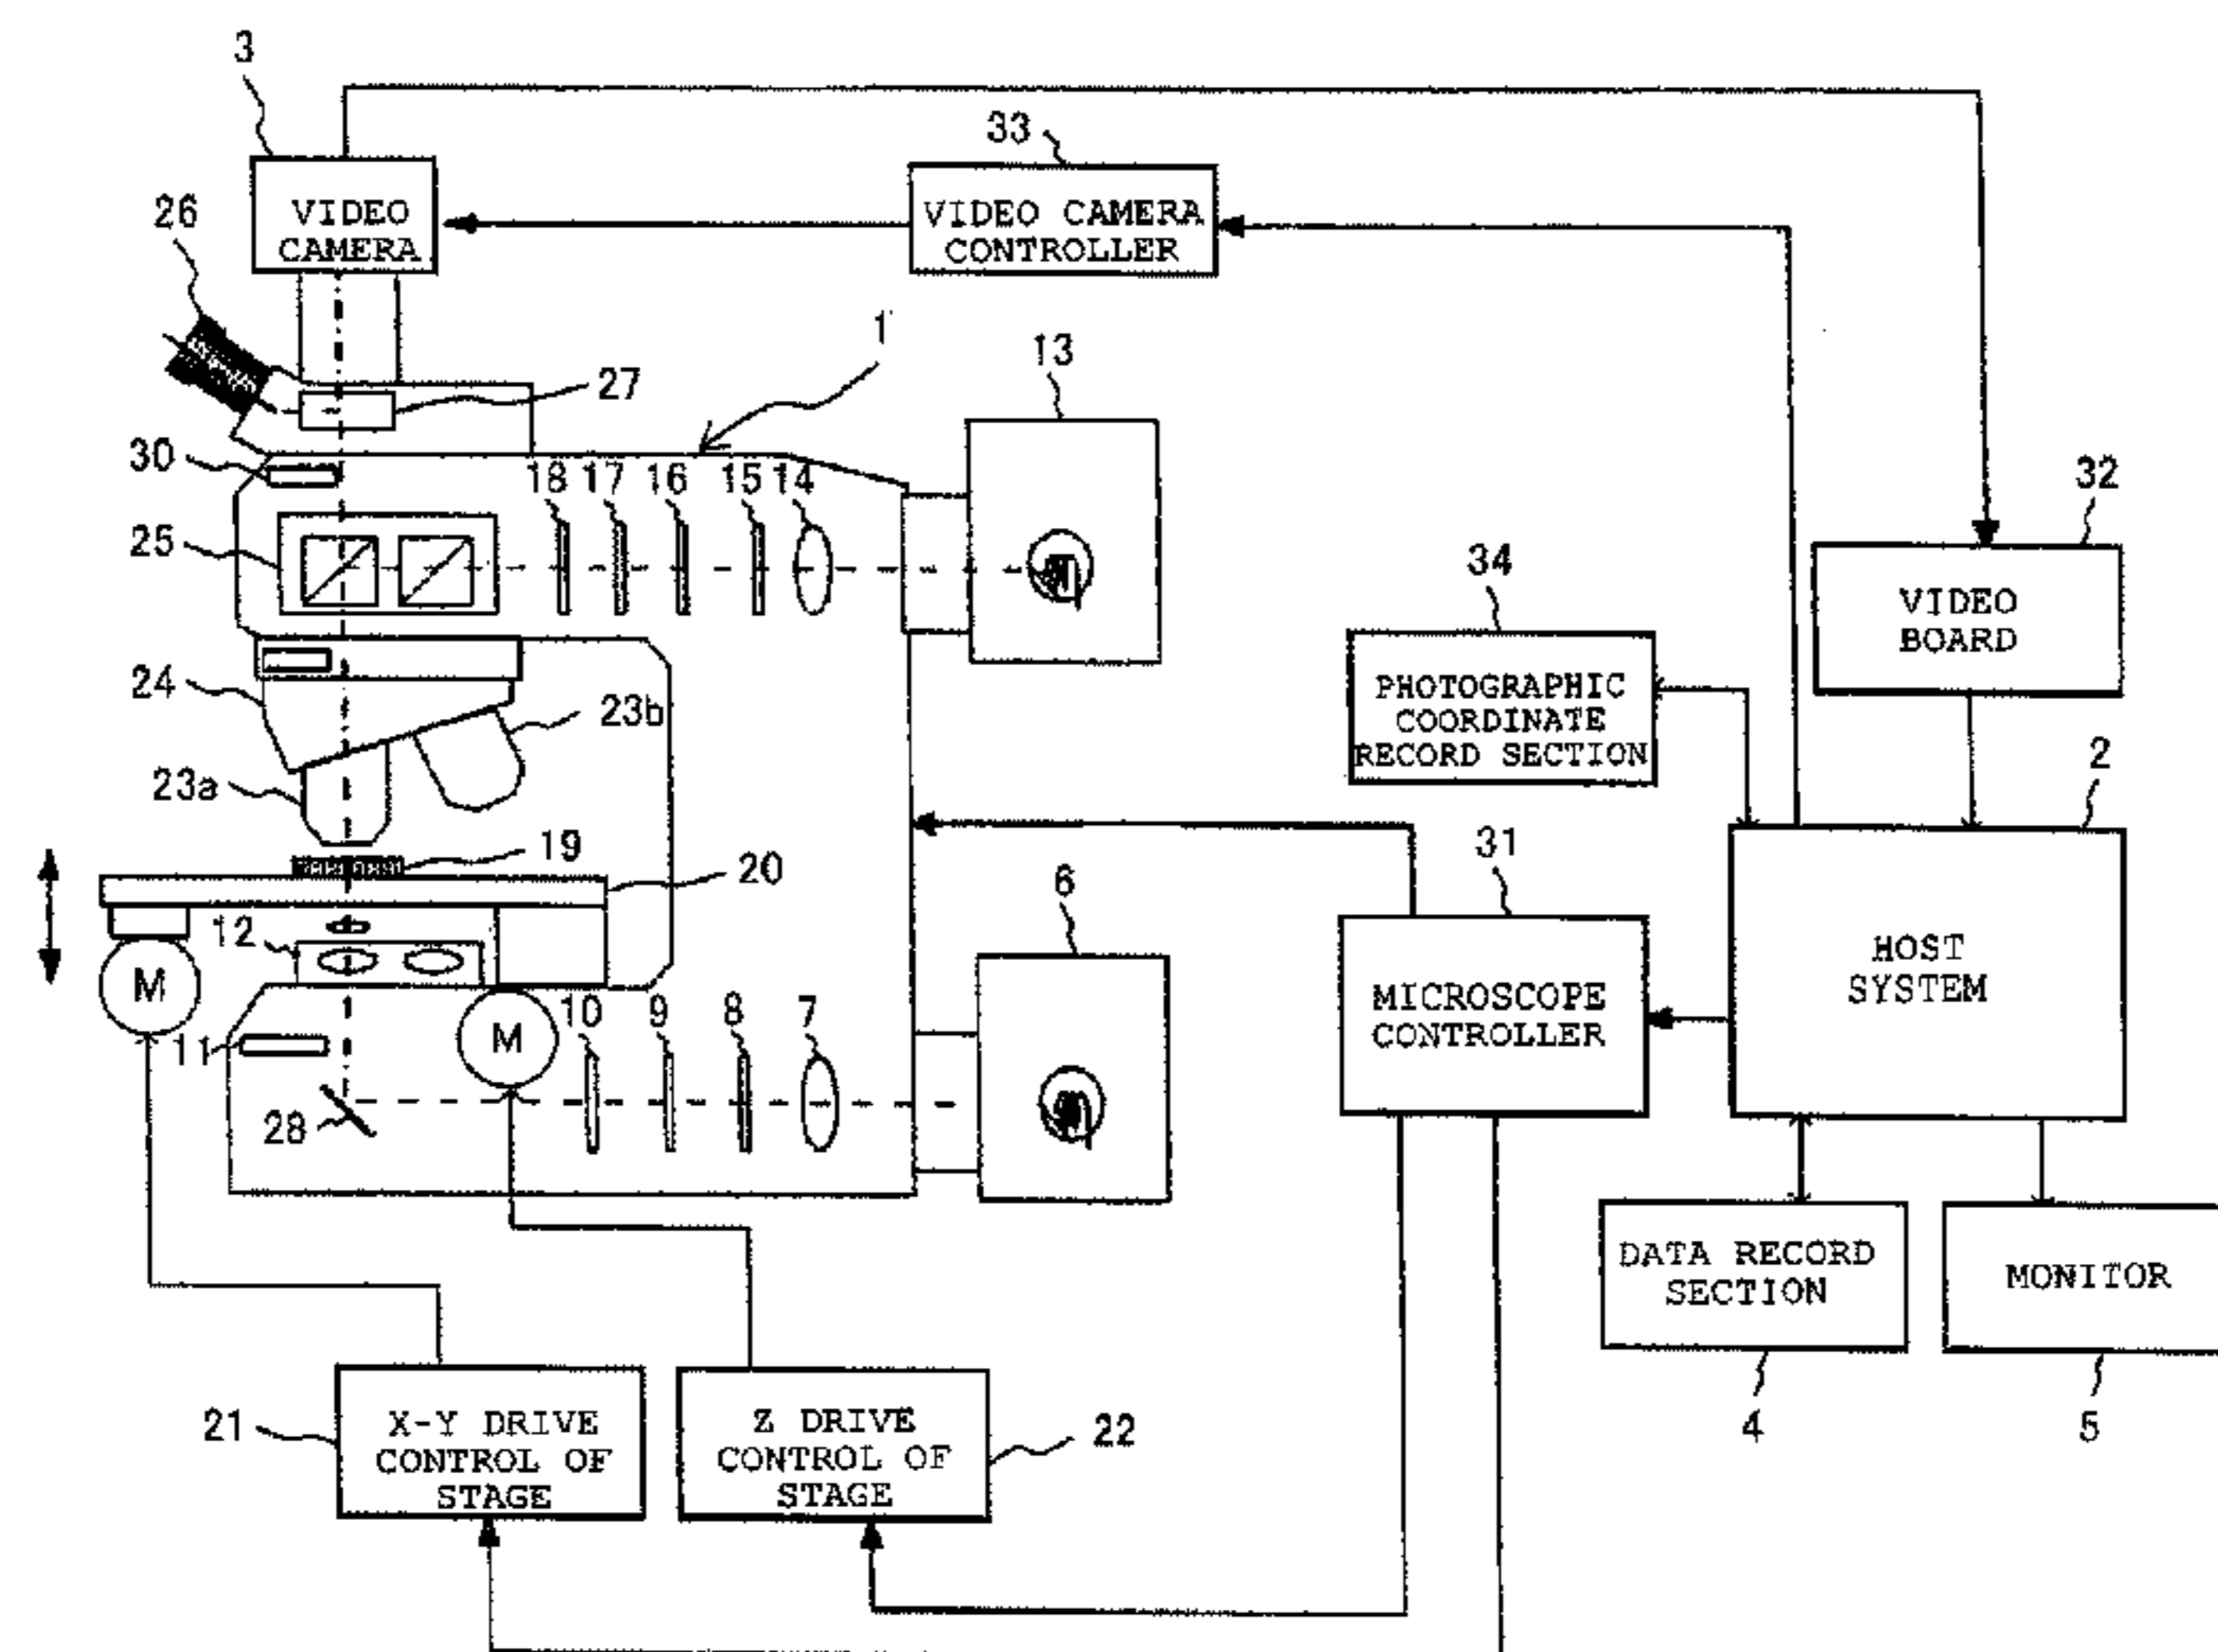 3
33
VIDEO
CAMERA
VIDEO CAMERA
CONTROLLER
26
1
13
27
30
18 17 16 15 14
32
25
34
VIDEO
BOARD
PHOTOGRAPHIC
COORDINATE
RECORD SECTION
24
23b
2
23a
31
19
20
6
12
HOST
SYSTEM
M
MICROSCOPE
CONTROLLER
10 9 8 7
M
11
28
DATA RECORD
SECTION
MONITOR
21
X-Y DRIVE
CONTROL OF
STAGE
Z DRIVE
CONTROL OF
STAGE
22
4
5